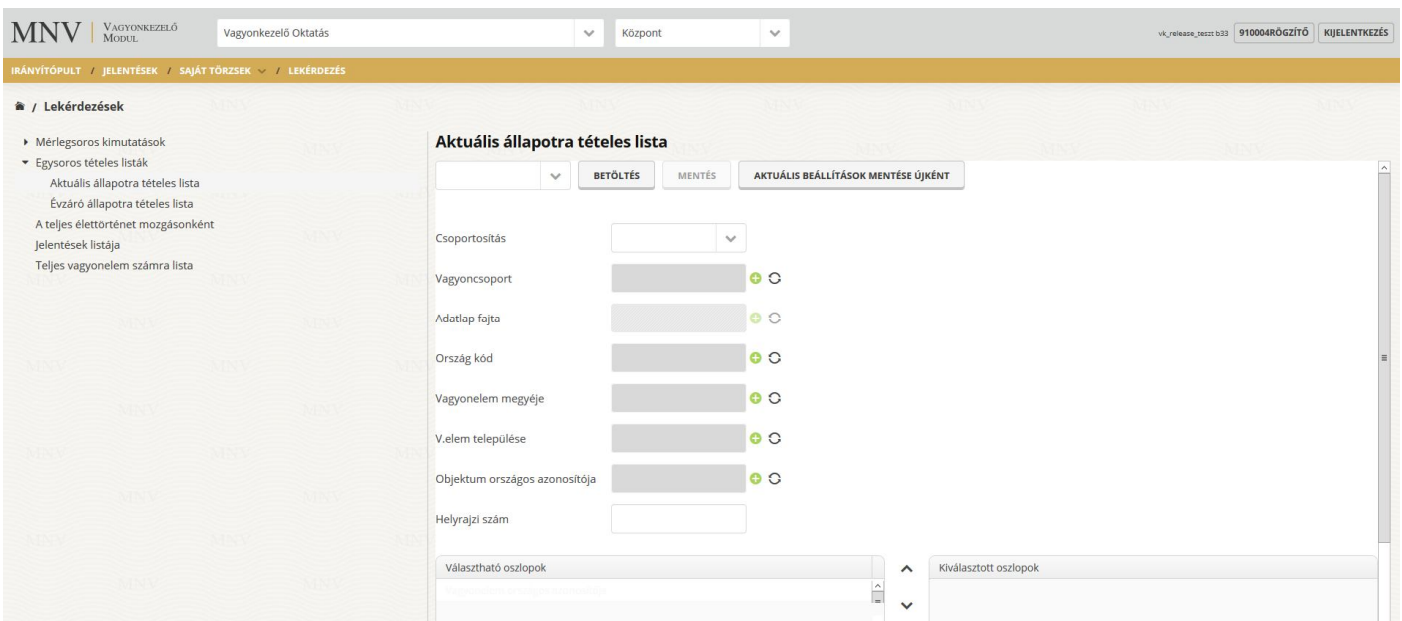 MNV VAGYONKEZELŐ MODUL
Vagyonkezelő Oktatás
Központ
vk_release_teszt b33
910004RÖGZÍTŐ
KIJELENTKEZÉS
IRÁNYÍTÓPULT / JELENTÉSEK / SAJÁT TÖRZSEK / LEKÉRDEZÉS
/ Lekérdezések
Mérlegsoros kimutatások
Egysoros tételes listák
Aktuális állapotra tételes lista
Évzáró állapotra tételes lista
A teljes élettörténet mozgásonként
Jelentések listája
Teljes vagyonelem számra lista
Aktuális állapotra tételes lista
BETÖLTÉS
MENTÉS
AKTUÁLIS BEÁLLÍTÁSOK MENTÉSE ÚJKÉNT
Csoportosítás
Vagyoncsoport
Adatlap fajta
Ország kód
Vagyonelem megyéje
V.elem települése
Objektum országos azonosítója
Helyrajzi szám
Választható oszlopok
Kiválasztott oszlopok